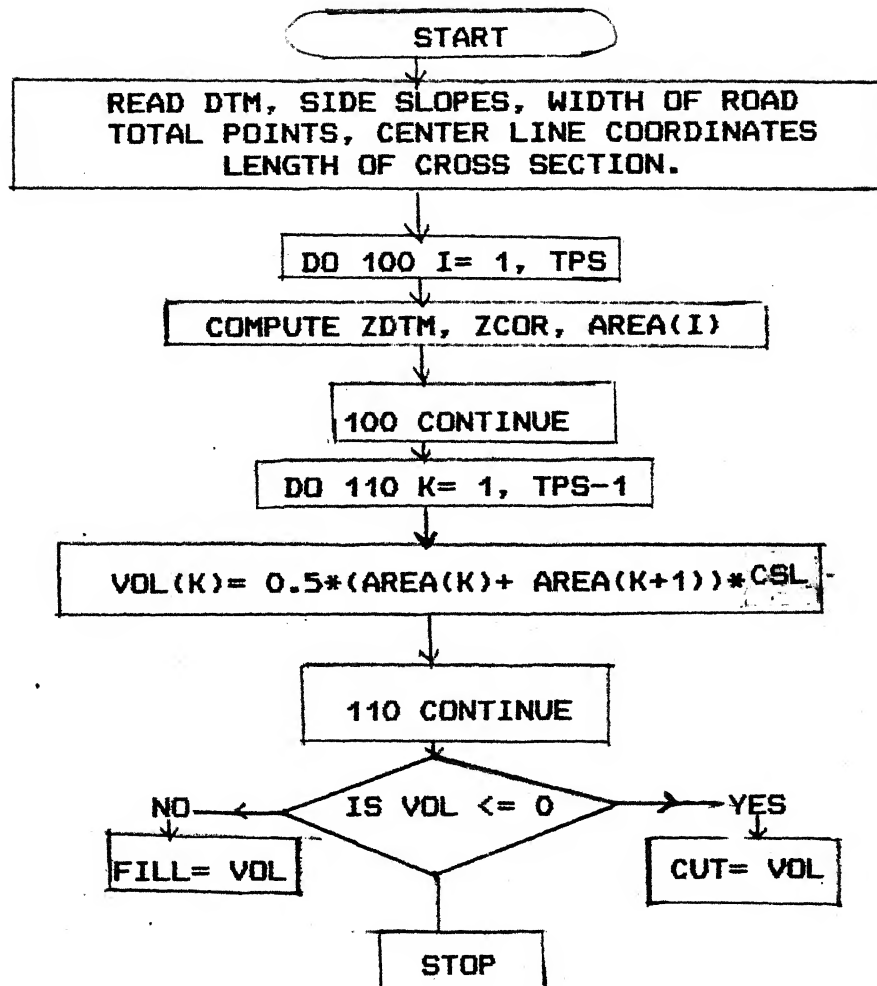 START
READ DTM, SIDE SLOPES, WIDTH OF ROAD
TOTAL POINTS, CENTER LINE COORDINATES
LENGTH OF CROSS SECTION.
DO 100 I= 1, TPS
COMPUTE ZDTM, ZCOR, AREA(I)
100 CONTINUE
DO 110 K= 1, TPS-1
VOL(K)= 0.5*(AREA(K)+ AREA(K+1))*CSL
110 CONTINUE
NO
IS VOL <= 0
YES
FILL= VOL
CUT= VOL
STOP